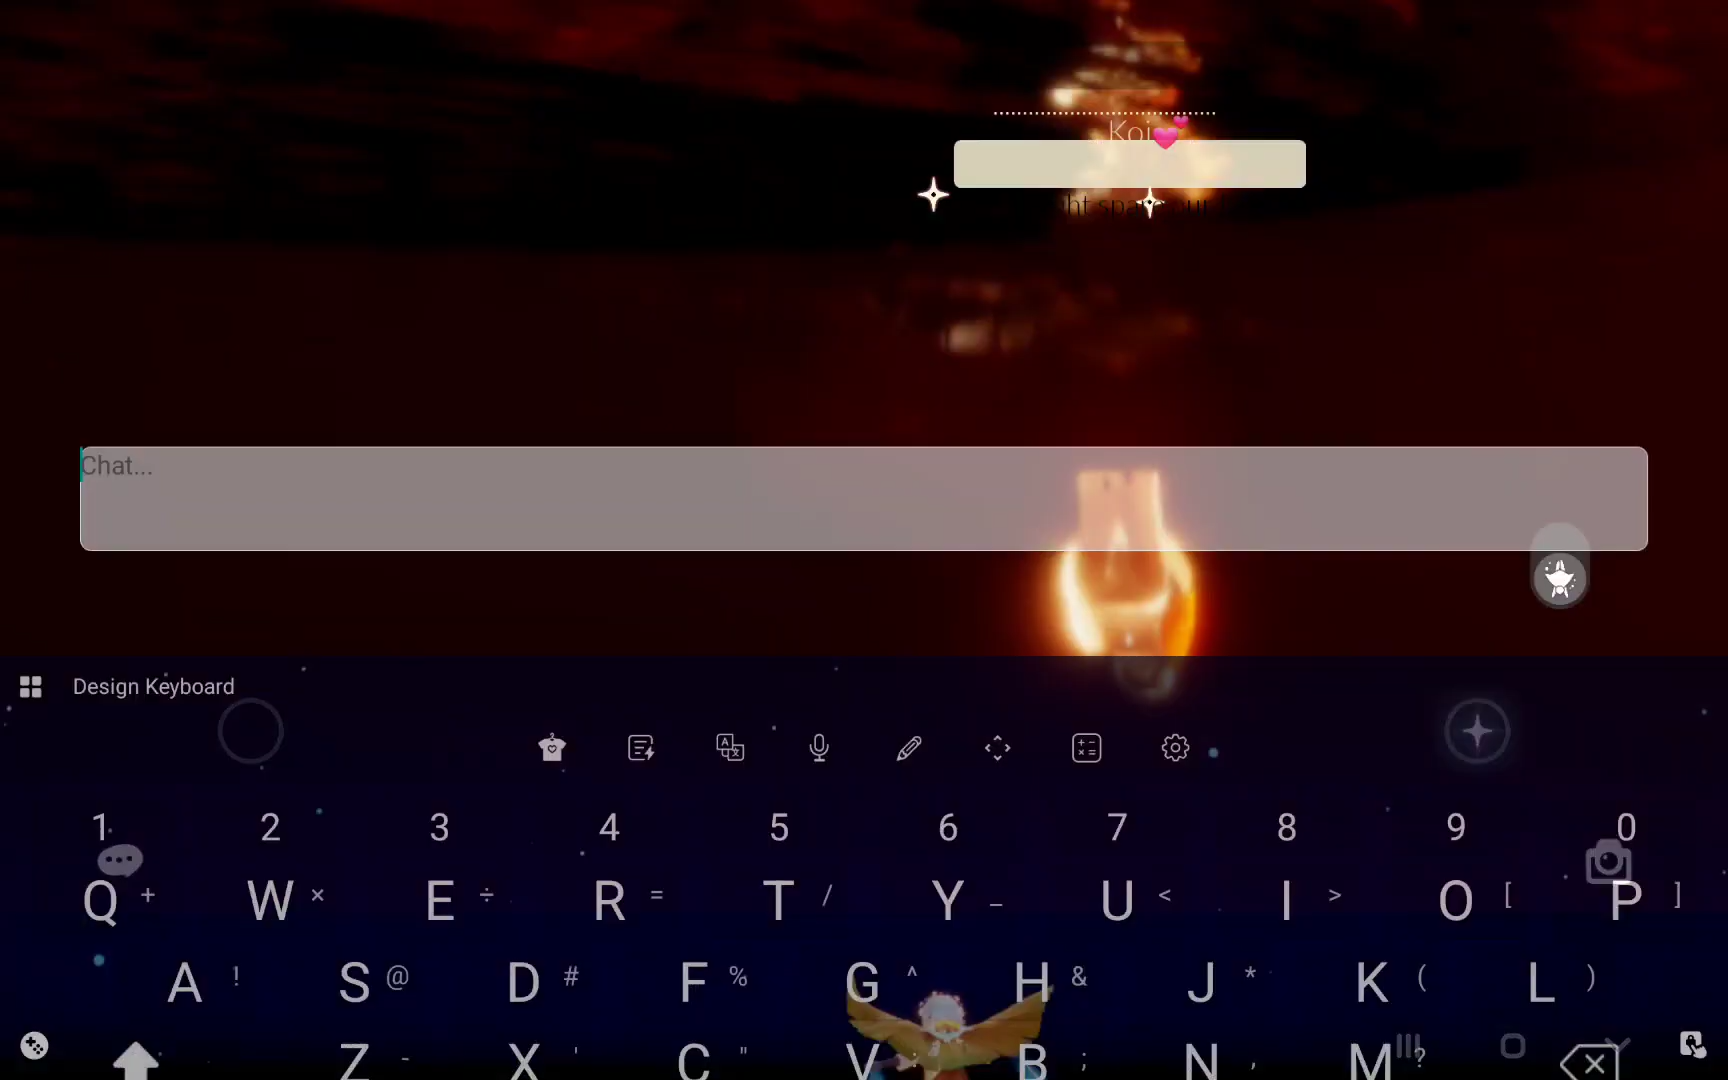 Koi💕
Chat...
Design Keyboard
1 2 3 4 5 6 7 8 9 0
Q + W × E ÷ R = T / Y _ U < I > O [ P ]
A ! S @ D # F % G ^ H & J * K ( L )
Z - X ' C " V : B ; N , M ?